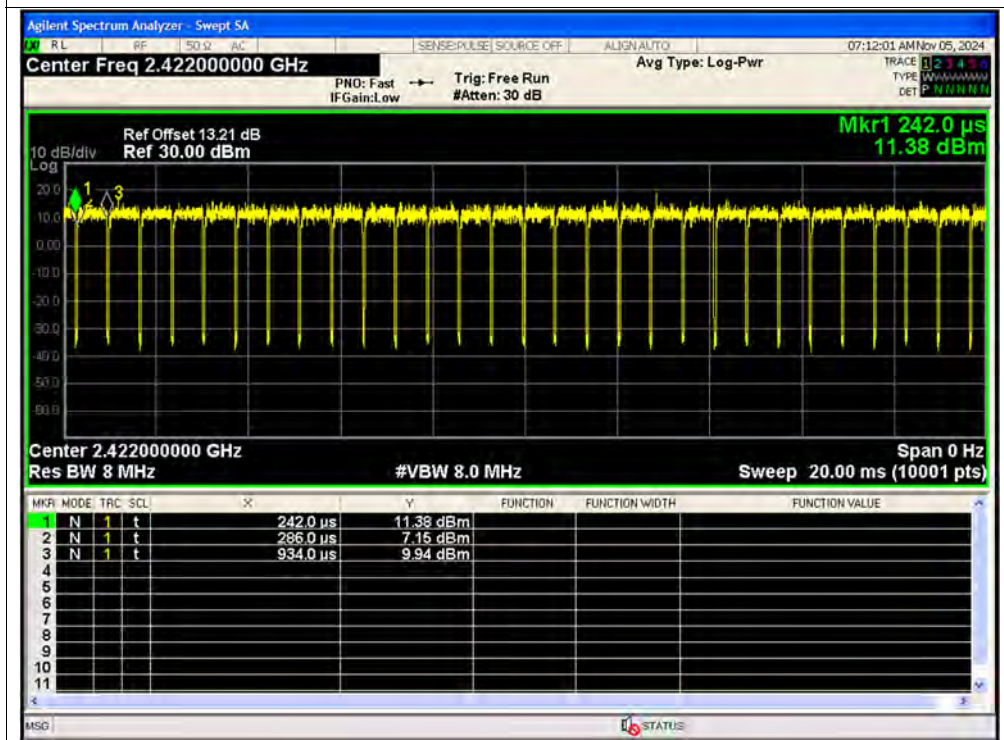 Agilent Spectrum Analyzer - Swept SA
RL RF 50 Ω AC SENSE:PULSE SOURCE OFF ALIGN AUTO 07:12:01 AM Nov 05, 2024
Center Freq 2.422000000 GHz
PNO: Fast
IFGain:Low
Trig: Free Run
#Atten: 30 dB
Avg Type: Log-Pwr
TRACE 1 2 3 4 5 6
TYPE W
DET P N N N N N
Mkr1 242.0 µs
11.38 dBm
Ref Offset 13.21 dB
10 dB/div Ref 30.00 dBm
Log
20.0
10.0
0.00
-10.0
-20.0
-30.0
-40.0
-50.0
-60.0
1
3
Center 2.422000000 GHz Span 0 Hz
Res BW 8 MHz #VBW 8.0 MHz Sweep 20.00 ms (10001 pts)
MKR MODE TRC SCL X Y FUNCTION FUNCTION WIDTH FUNCTION VALUE
1 N 1 t 242.0 µs 11.38 dBm
2 N 1 t 286.0 µs 7.15 dBm
3 N 1 t 934.0 µs 9.94 dBm
4
5
6
7
8
9
10
11
MSG STATUS